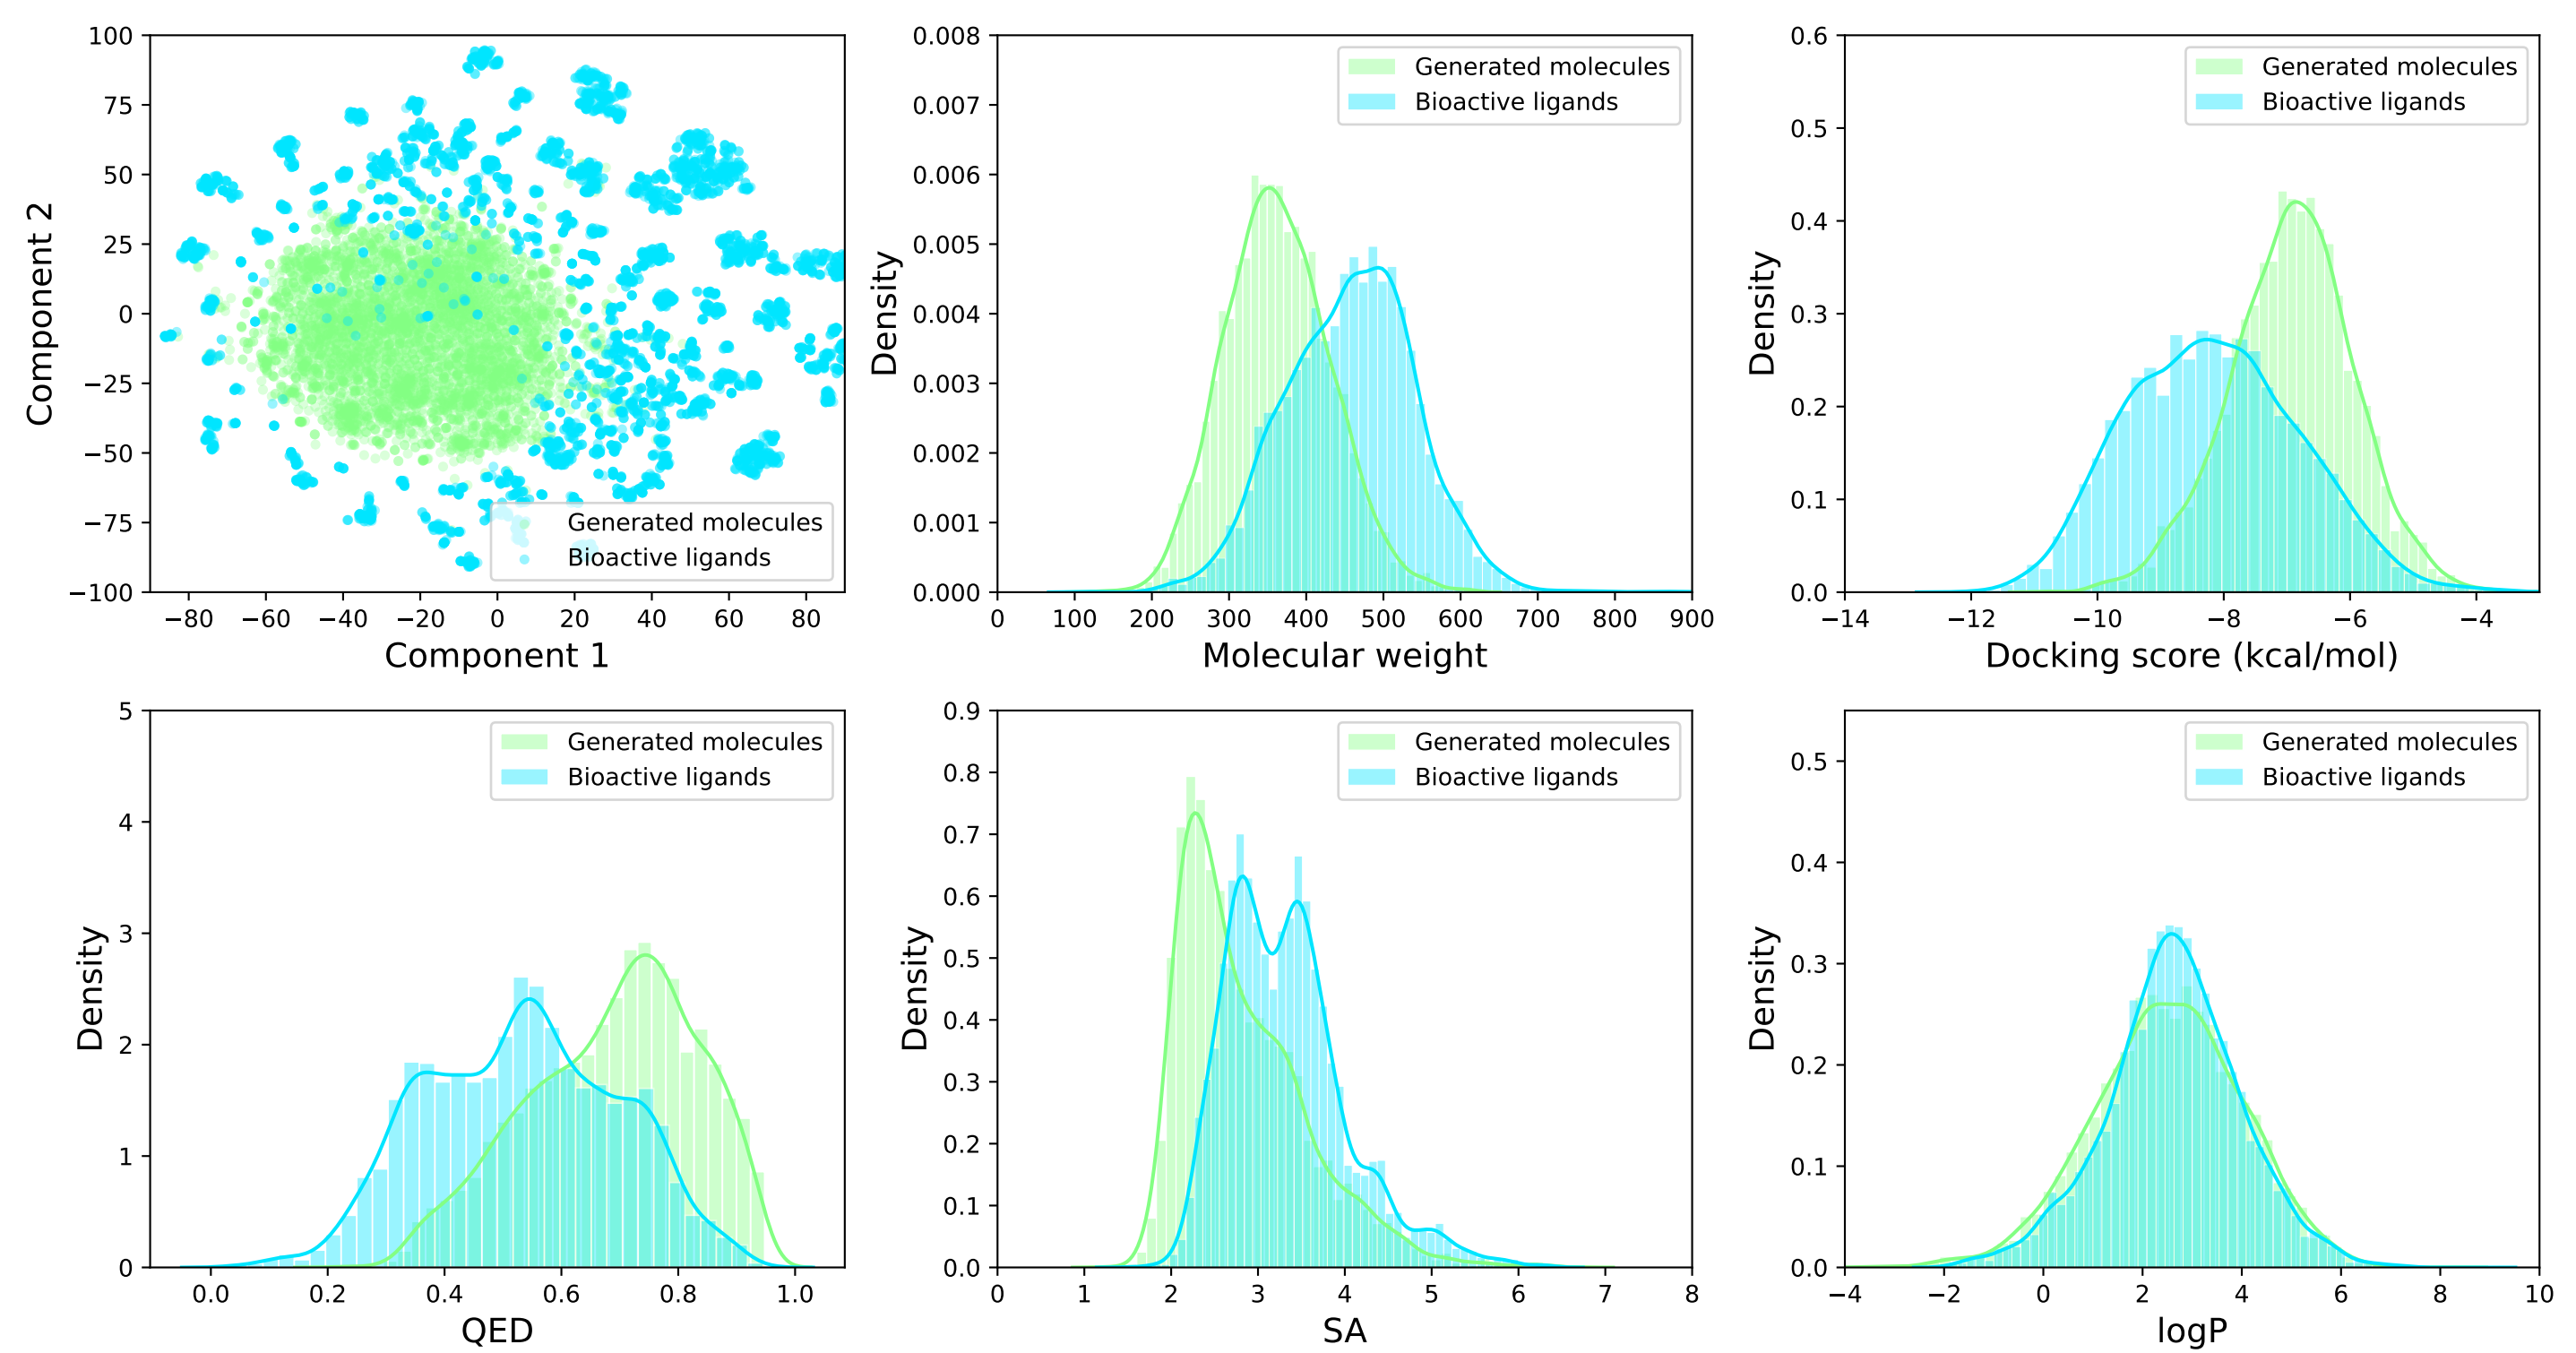 100
75
50
25
0
−25
−50
−75
−100
Component 2
−80 −60 −40 −20 0 20 40 60 80
Component 1
Generated molecules
Bioactive ligands
0.008
0.007
0.006
0.005
0.004
0.003
0.002
0.001
0.000
Density
0 100 200 300 400 500 600 700 800 900
Molecular weight
Generated molecules
Bioactive ligands
0.6
0.5
0.4
0.3
0.2
0.1
0.0
Density
−14 −12 −10 −8 −6 −4
Docking score (kcal/mol)
Generated molecules
Bioactive ligands
5
4
3
2
1
0
Density
0.0 0.2 0.4 0.6 0.8 1.0
QED
Generated molecules
Bioactive ligands
0.9
0.8
0.7
0.6
0.5
0.4
0.3
0.2
0.1
0.0
Density
0 1 2 3 4 5 6 7 8
SA
Generated molecules
Bioactive ligands
0.5
0.4
0.3
0.2
0.1
0.0
Density
−4 −2 0 2 4 6 8 10
logP
Generated molecules
Bioactive ligands